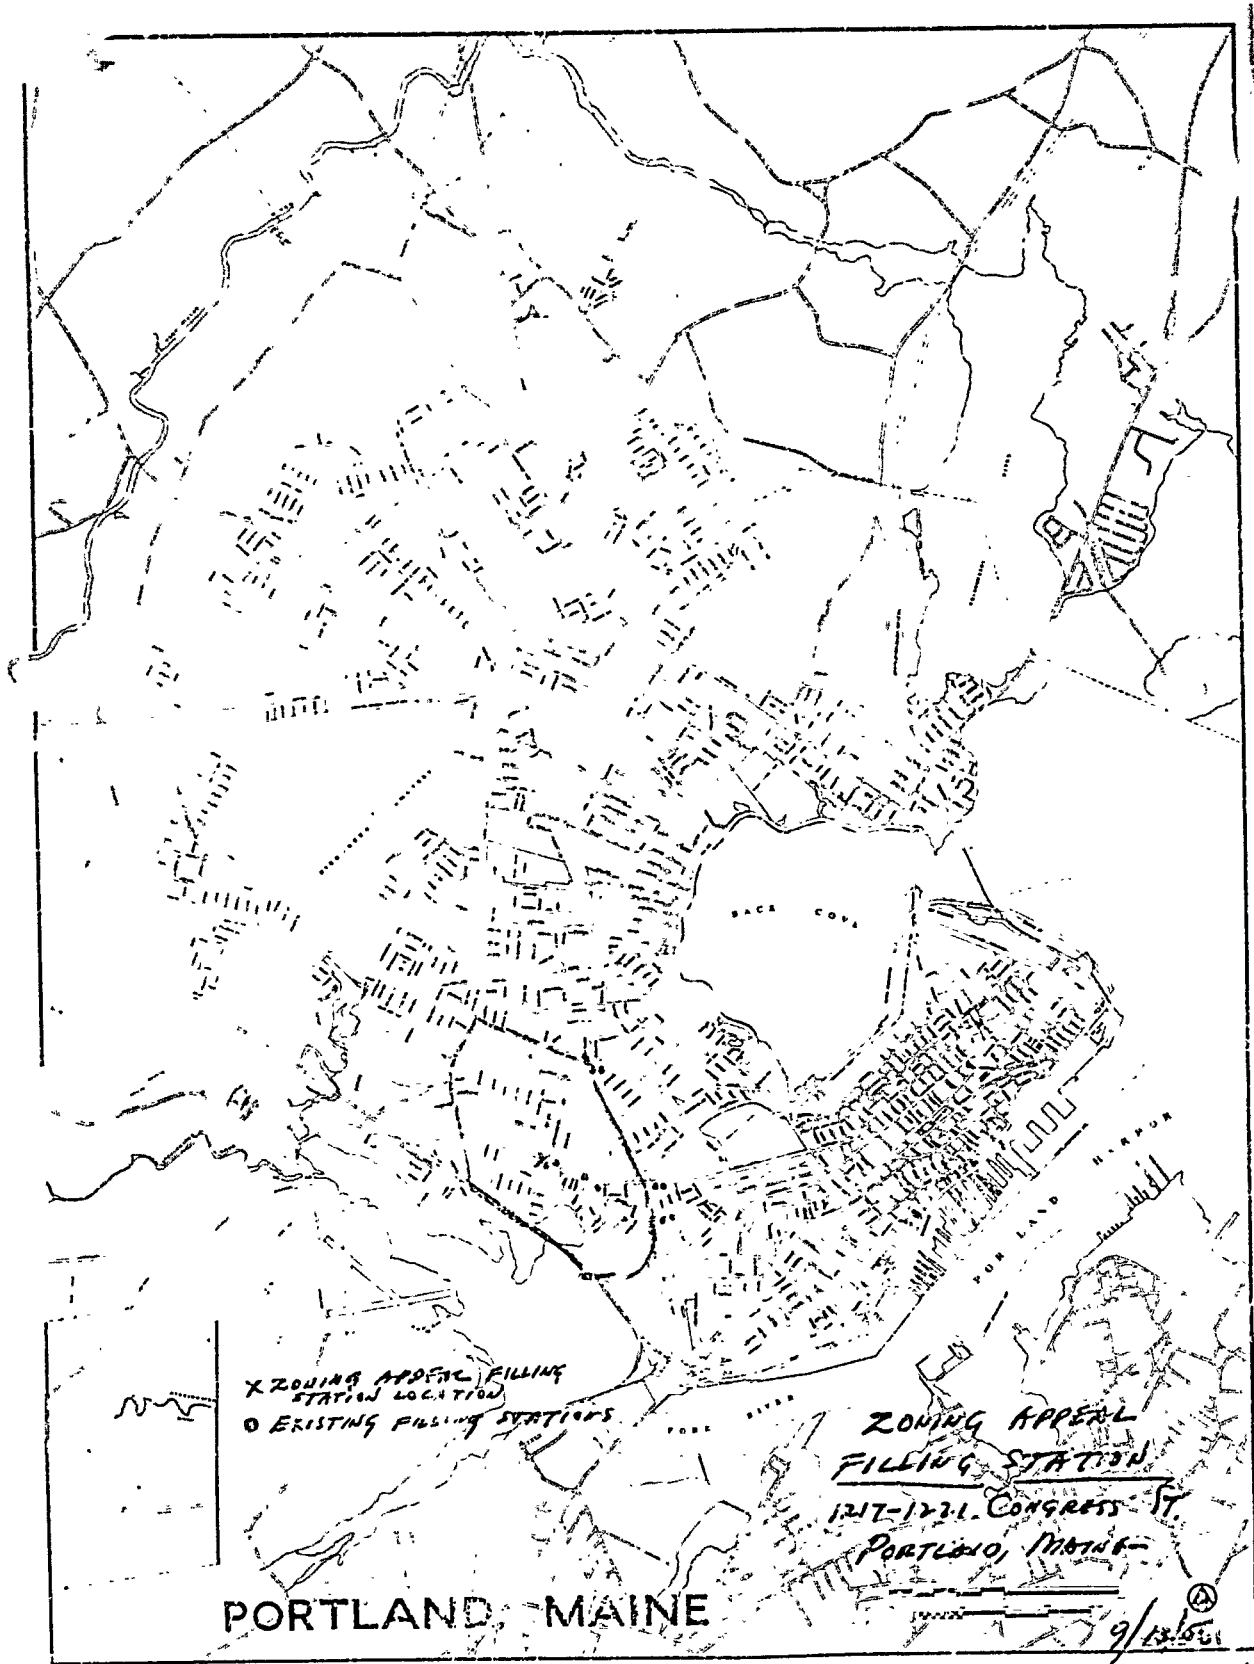 BACK COVE
PORTLAND HARBOR
X ZONING APPEAL FILLING
STATION LOCATION
O EXISTING FILLING STATIONS
FORE RIVER
ZONING APPEAL
FILLING STATION
1217-1221 CONGRESS ST.
PORTLAND, MAINE
PORTLAND, MAINE